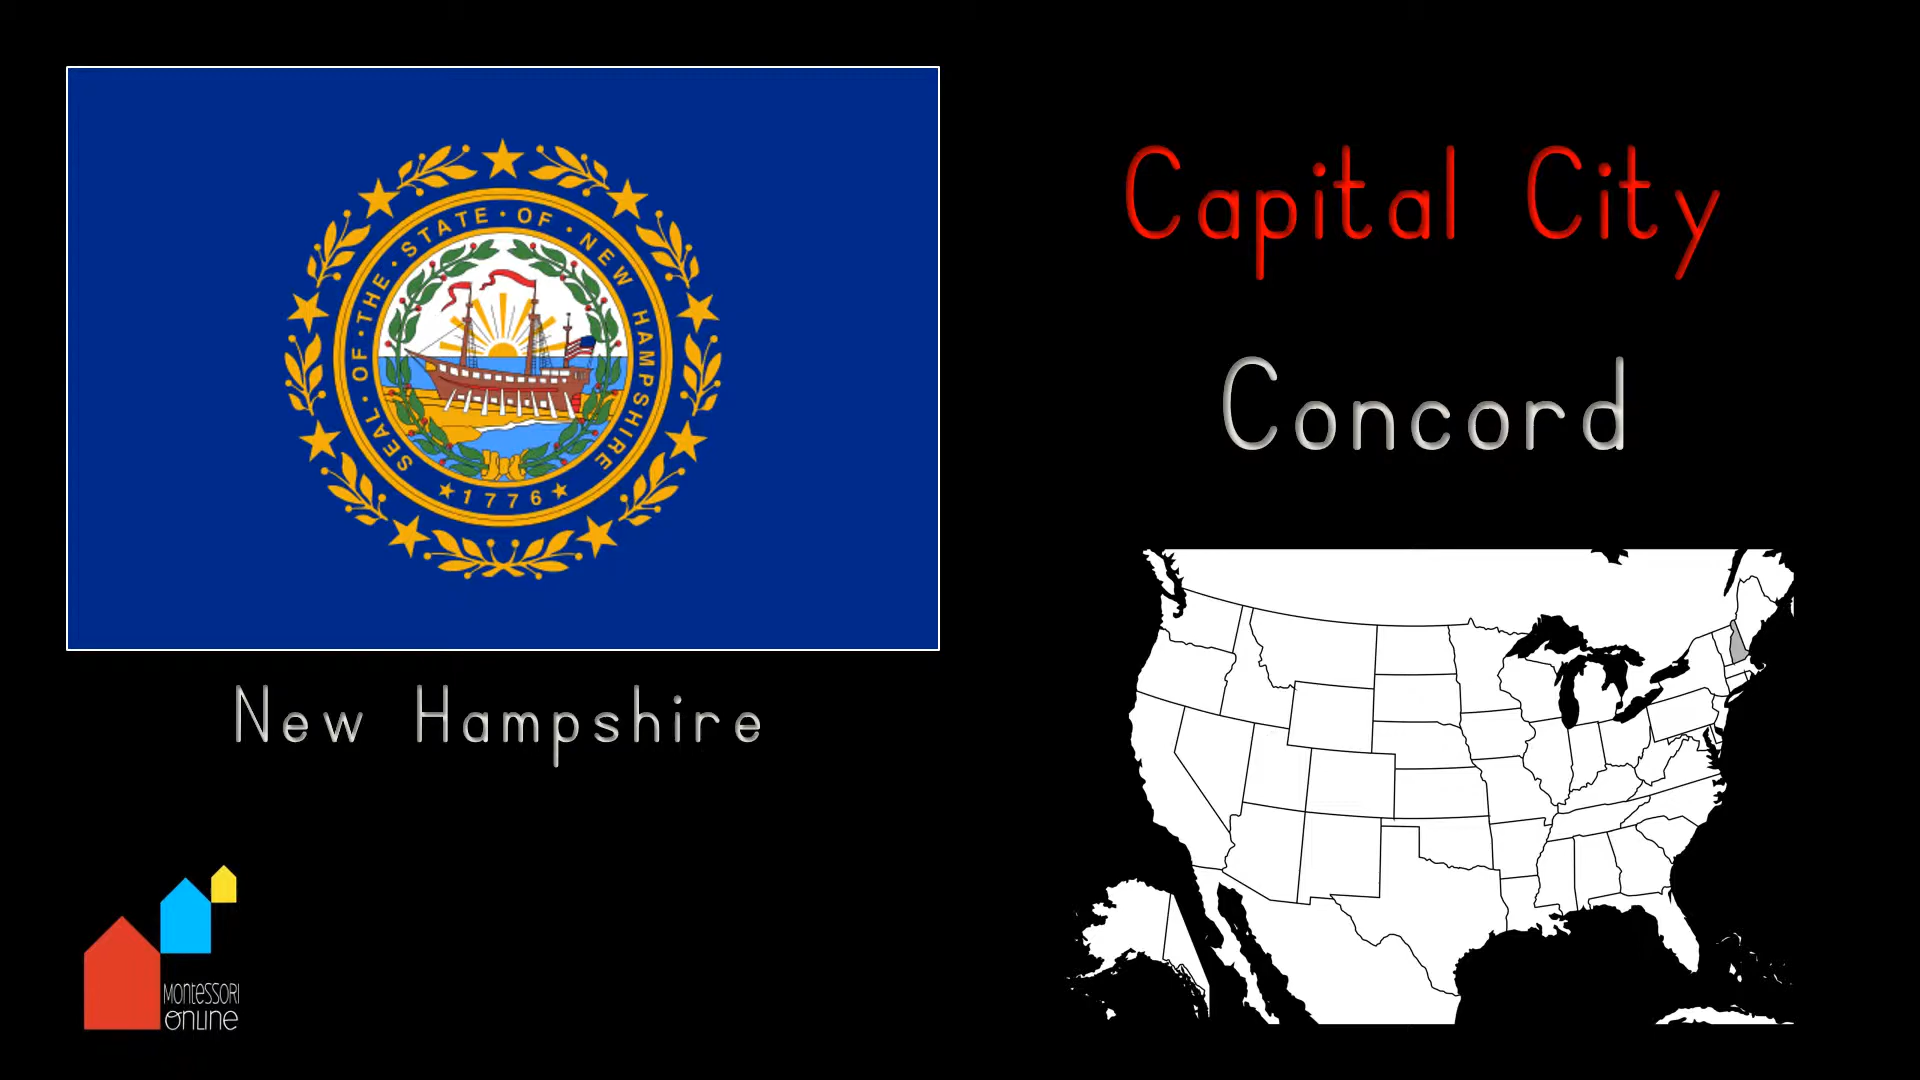 SEAL · OF · THE · STATE · OF · NEW HAMPSHIRE
1776
New Hampshire
Capital City
Concord
MONTESSORI
ONLINE